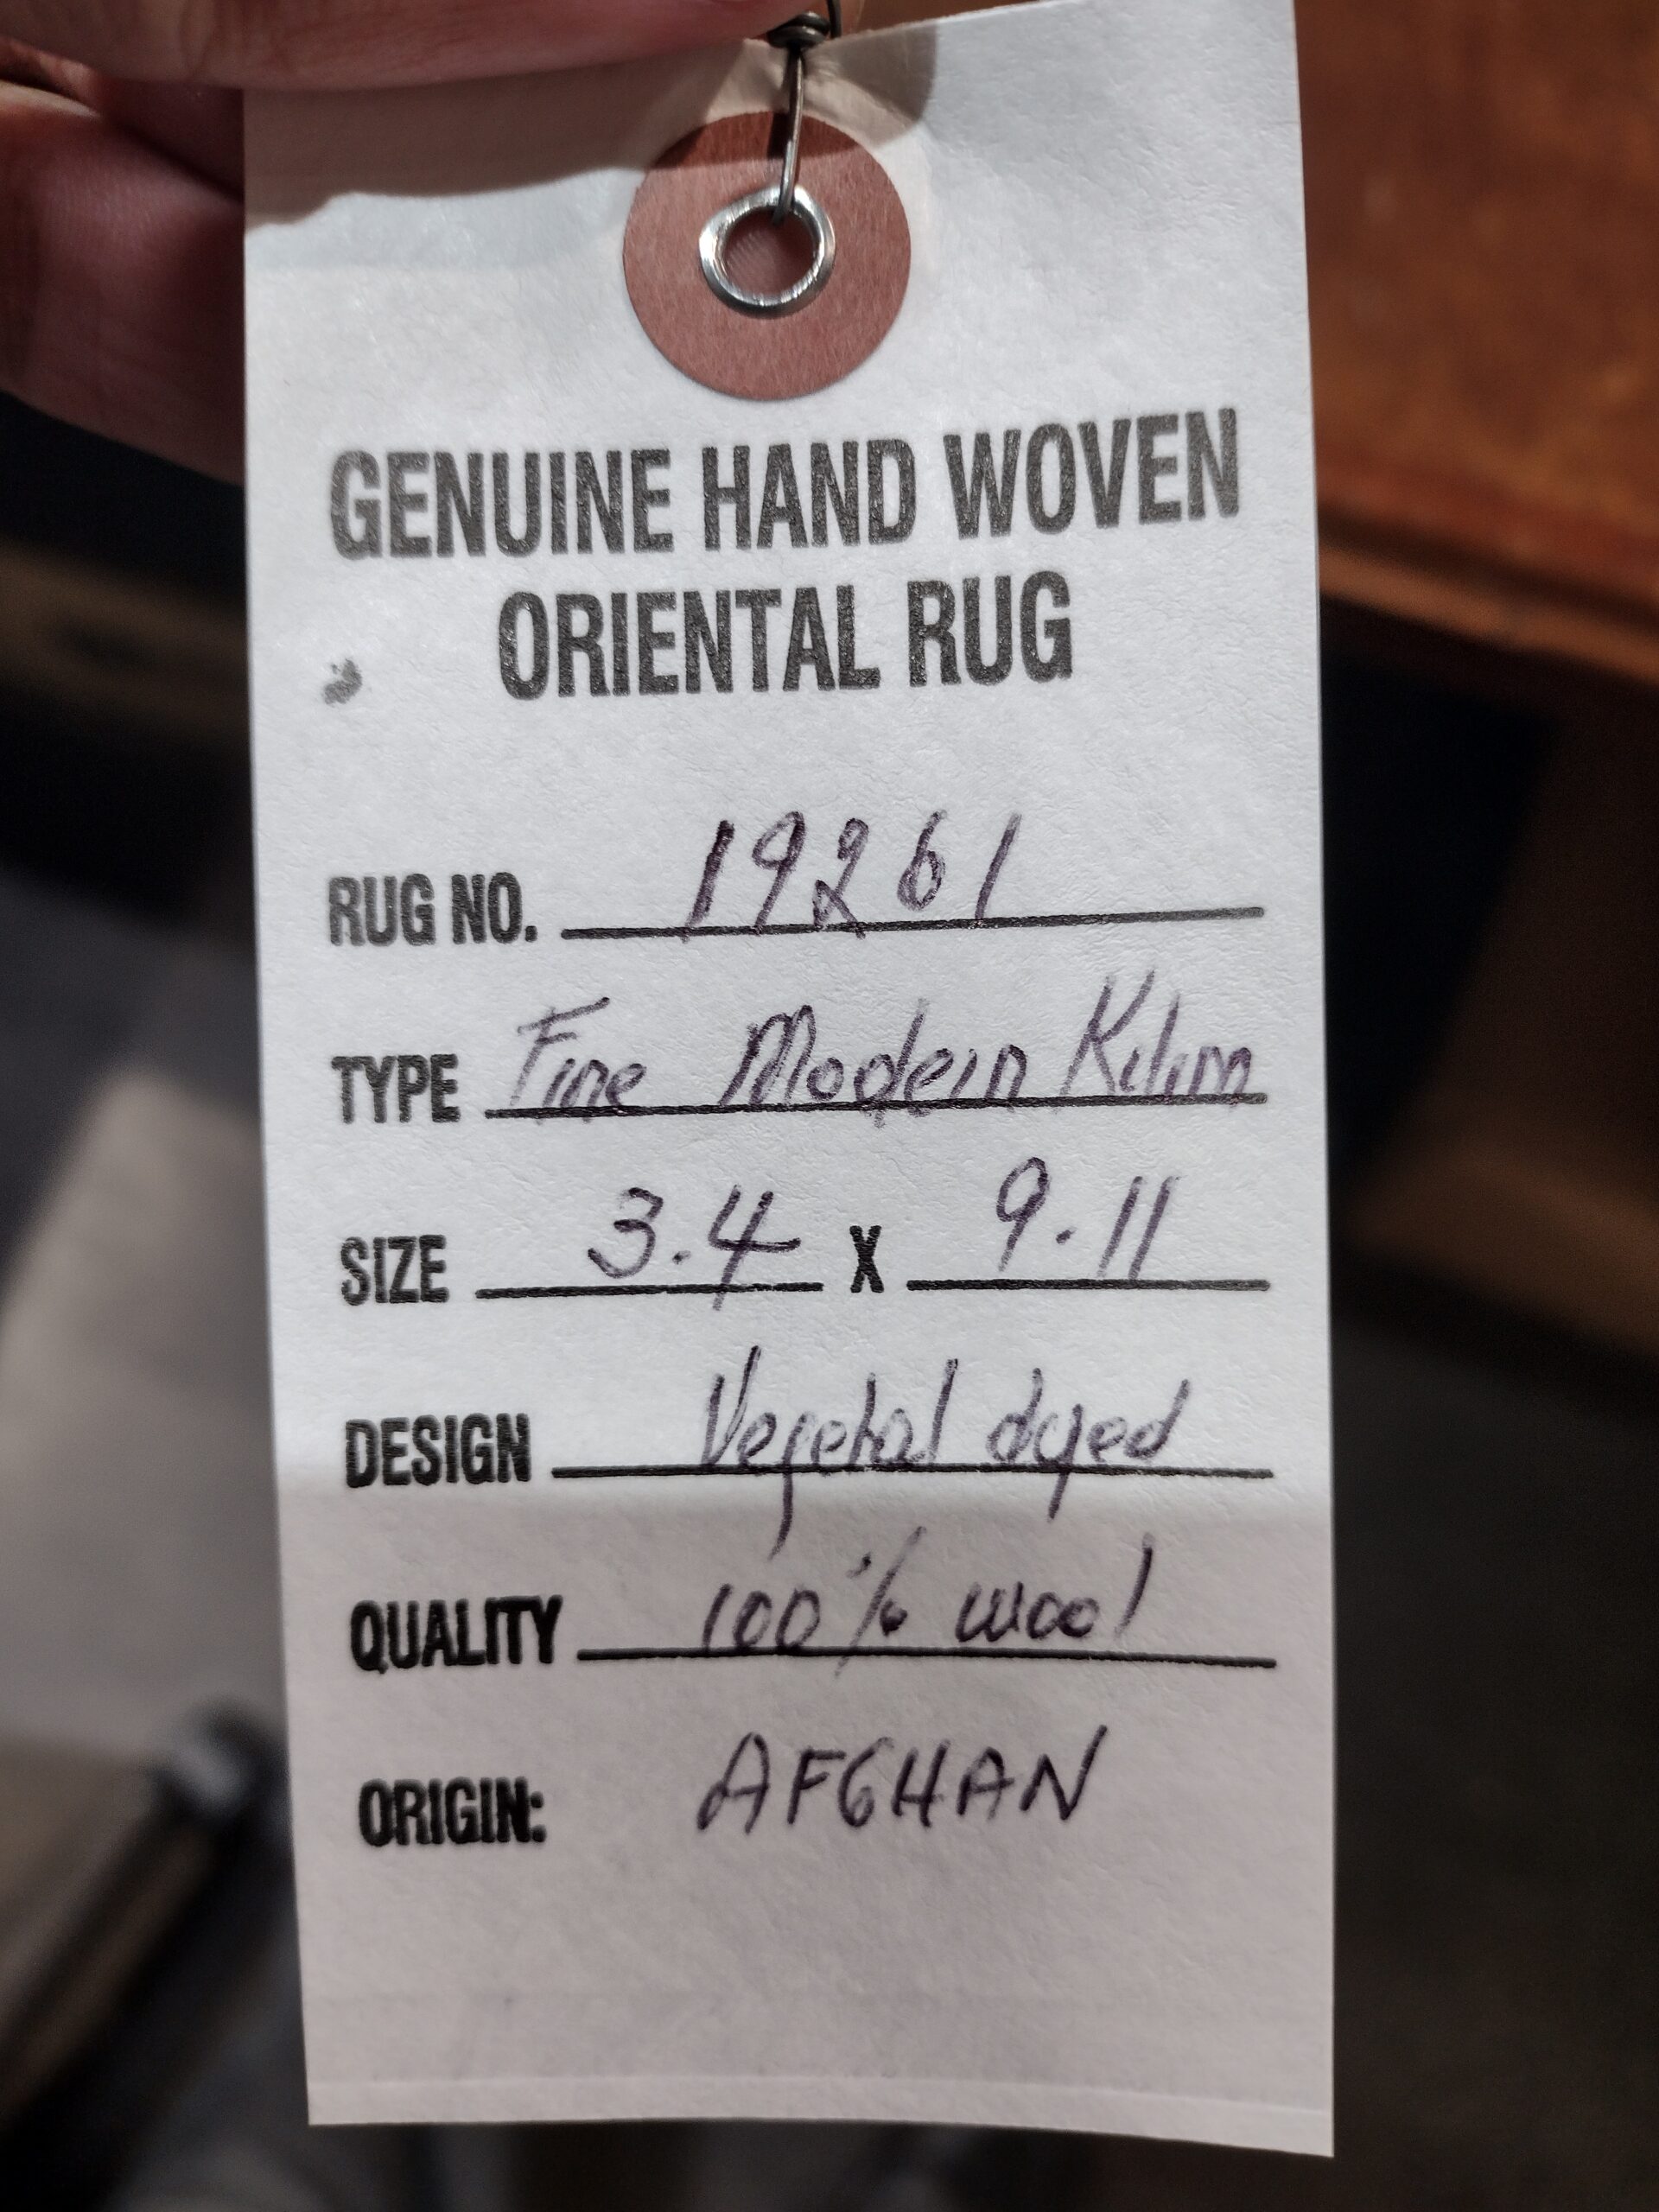 GENUINE HAND WOVEN
ORIENTAL RUG
RUG NO. 19261
TYPE Fine Modern Kilim
SIZE 3.4 X 9.11
DESIGN Vegetal dyed
QUALITY 100% wool
ORIGIN: AFGHAN